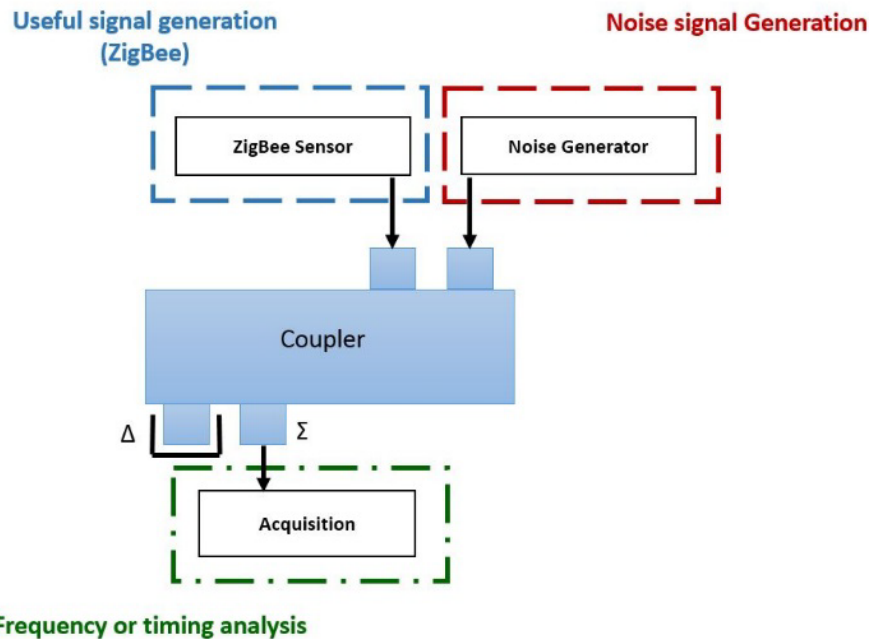 Useful signal generation
(ZigBee)
Noise signal Generation
ZigBee Sensor
Noise Generator
Coupler
Δ
Σ
Acquisition
Frequency or timing analysis